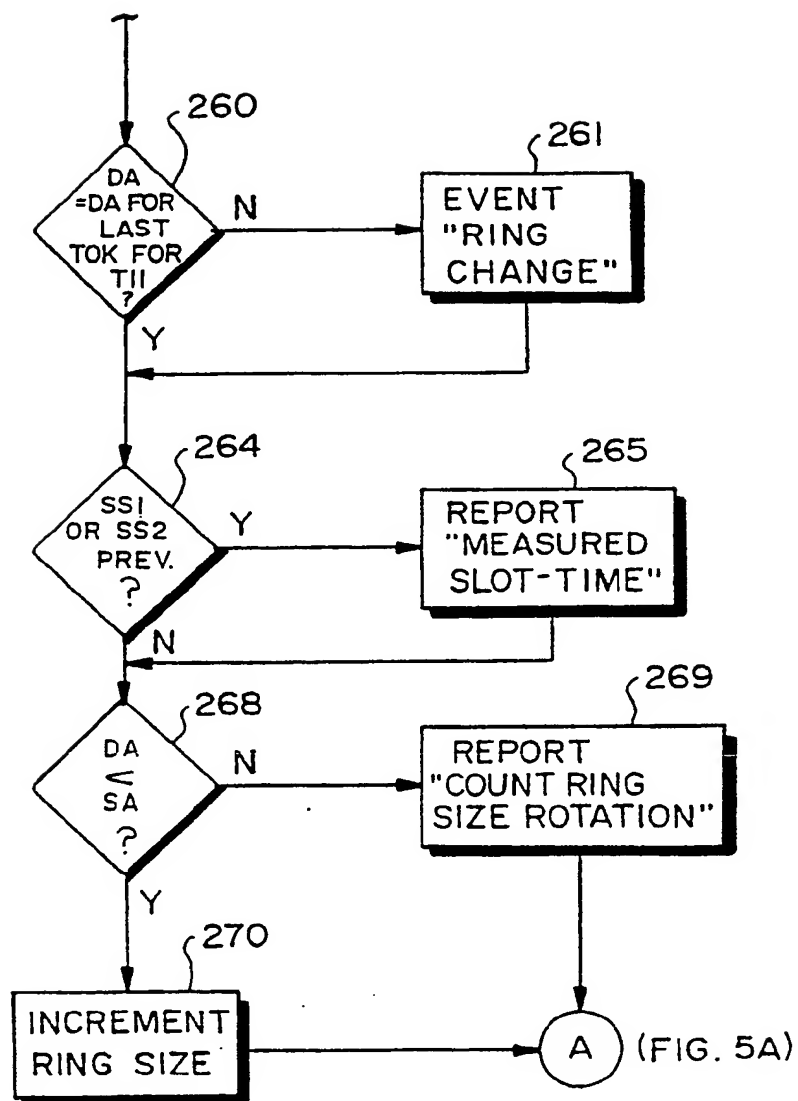 260
DA
=DA FOR
LAST
TOK FOR
TII
?
N
261
EVENT
"RING
CHANGE"
Y
264
SS1
OR SS2
PREV.
?
Y
265
REPORT
"MEASURED
SLOT-TIME"
N
268
DA
<
SA
?
N
269
REPORT
"COUNT RING
SIZE ROTATION"
Y
270
INCREMENT
RING SIZE
A
(FIG. 5A)